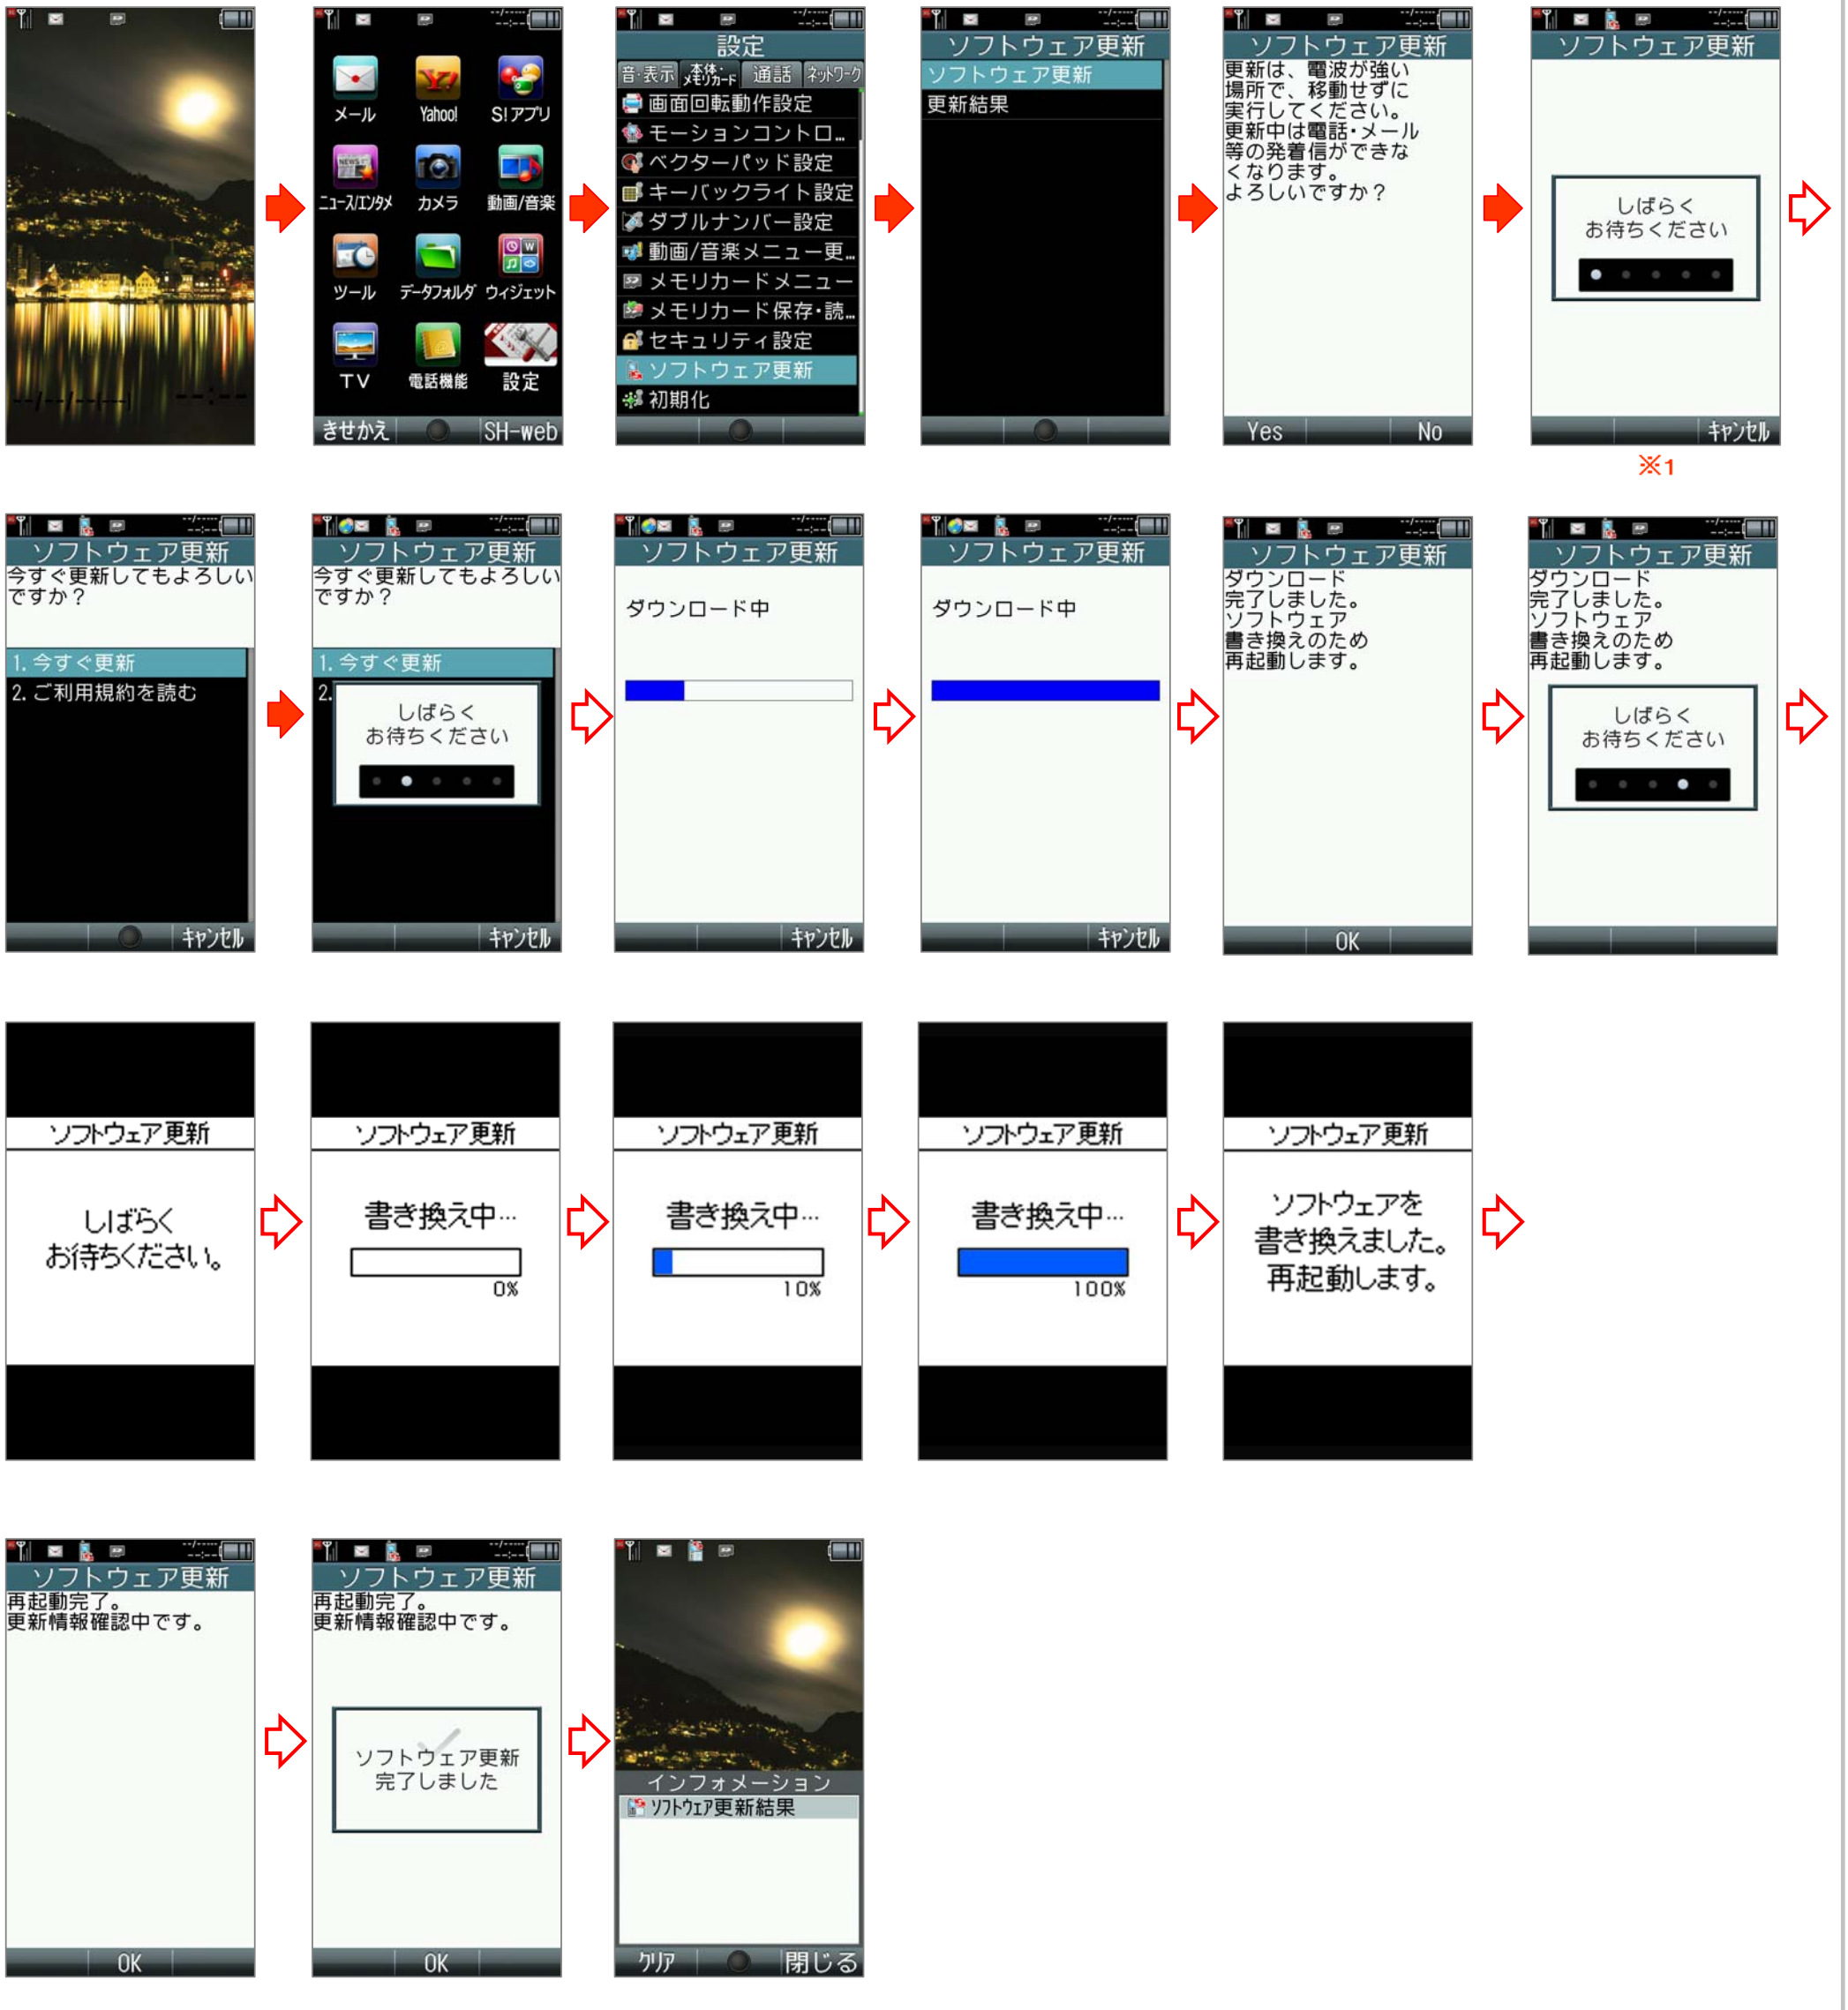 --/--/--(--) --:--
メール Yahoo! S!アプリ
ニュース/エンタメ カメラ 動画/音楽
ツール データフォルダ ウィジェット
TV 電話機能 設定
きせかえ SH-web
--/-----
--:--
設定
音・表示 本体・メモリカード 通話 ネットワーク
画面回転動作設定
モーションコントロ…
ベクターパッド設定
キーバックライト設定
ダブルナンバー設定
動画/音楽メニュー更…
メモリカードメニュー
メモリカード保存・読…
セキュリティ設定
ソフトウェア更新
初期化
ソフトウェア更新
ソフトウェア更新
更新結果
ソフトウェア更新
更新は、電波が強い
場所で、移動せずに
実行してください。
更新中は電話・メール
等の発着信ができな
くなります。
よろしいですか？
Yes No
ソフトウェア更新
しばらく
お待ちください
キャンセル
※1
ソフトウェア更新
今すぐ更新してもよろしい
ですか？
1.今すぐ更新
2.ご利用規約を読む
キャンセル
ソフトウェア更新
今すぐ更新してもよろしい
ですか？
1.今すぐ更新
2.
しばらく
お待ちください
キャンセル
ソフトウェア更新
ダウンロード中
キャンセル
ソフトウェア更新
ダウンロード中
キャンセル
ソフトウェア更新
ダウンロード
完了しました。
ソフトウェア
書き換えのため
再起動します。
OK
ソフトウェア更新
ダウンロード
完了しました。
ソフトウェア
書き換えのため
再起動します。
しばらく
お待ちください
ソフトウェア更新
しばらく
お待ちください。
ソフトウェア更新
書き換え中…
0%
ソフトウェア更新
書き換え中…
10%
ソフトウェア更新
書き換え中…
100%
ソフトウェア更新
ソフトウェアを
書き換えました。
再起動します。
ソフトウェア更新
再起動完了。
更新情報確認中です。
OK
ソフトウェア更新
再起動完了。
更新情報確認中です。
ソフトウェア更新
完了しました
OK
インフォメーション
ソフトウェア更新結果
クリア 閉じる